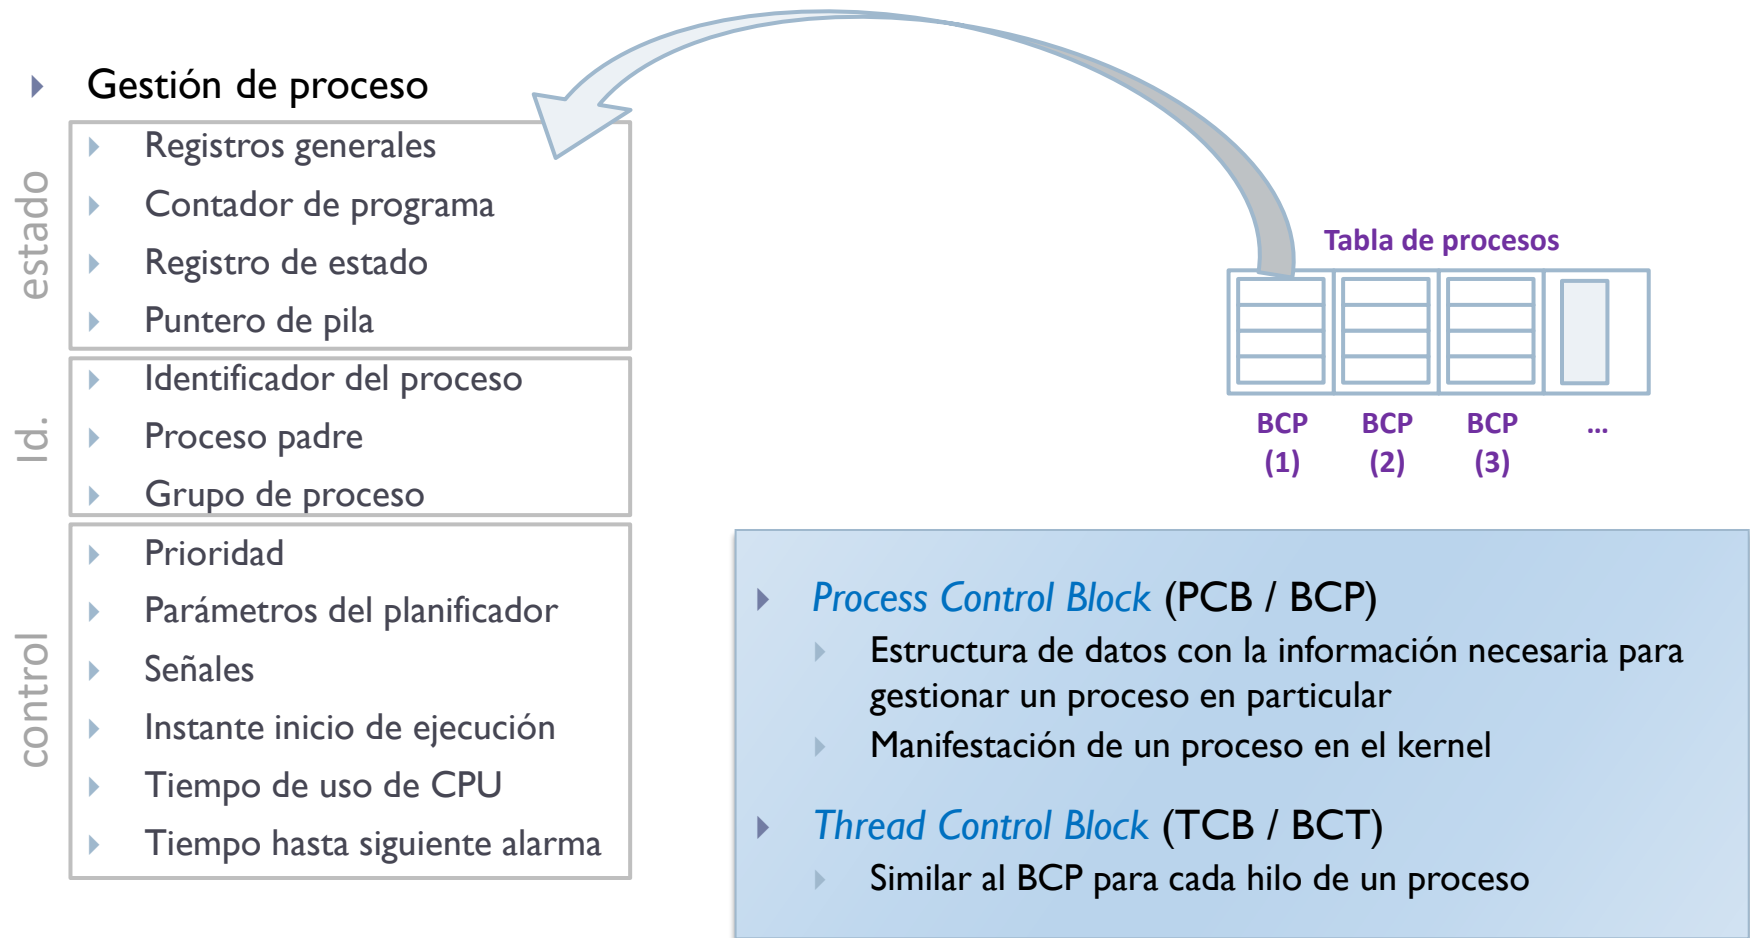 Gestión de proceso
estado
Registros generales
Contador de programa
Registro de estado
Puntero de pila
Id.
Identificador del proceso
Proceso padre
Grupo de proceso
control
Prioridad
Parámetros del planificador
Señales
Instante inicio de ejecución
Tiempo de uso de CPU
Tiempo hasta siguiente alarma
Tabla de procesos
BCP BCP BCP ...
(1) (2) (3)
Process Control Block (PCB / BCP)
Estructura de datos con la información necesaria para
gestionar un proceso en particular
Manifestación de un proceso en el kernel
Thread Control Block (TCB / BCT)
Similar al BCP para cada hilo de un proceso